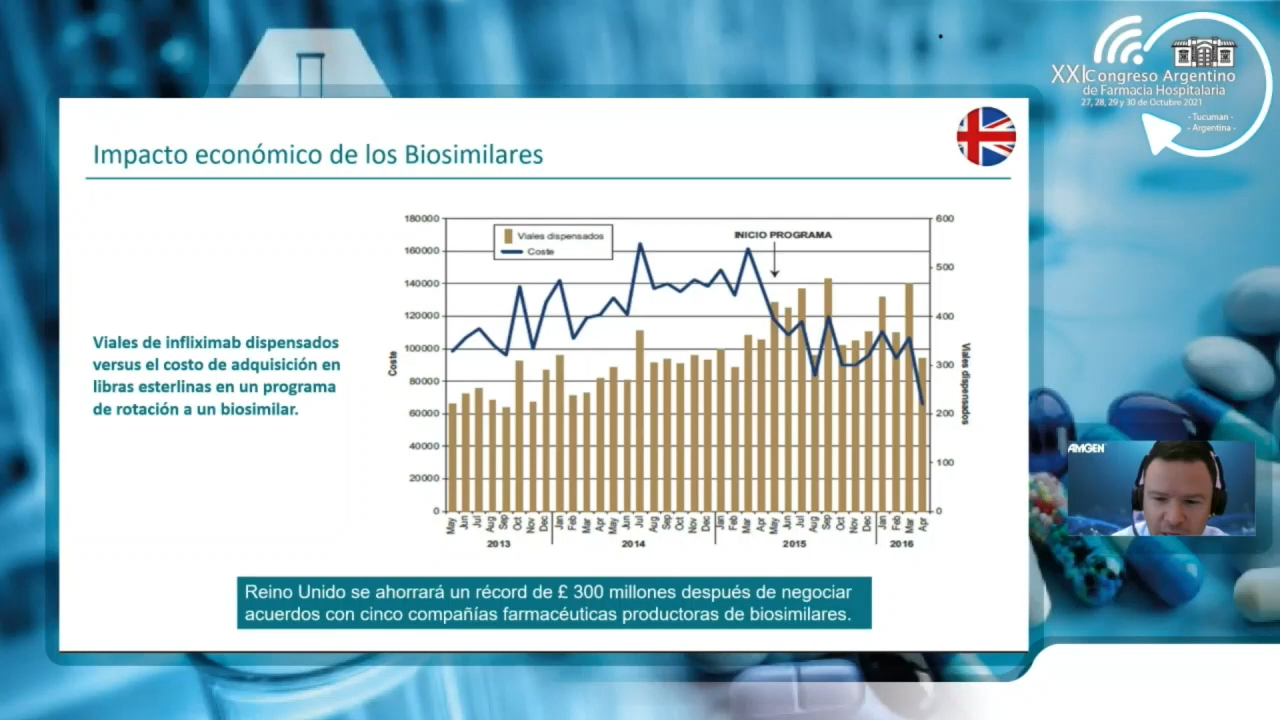 XXI Congreso Argentino
de Farmacia Hospitalaria
27, 28, 29 y 30 de Octubre 2021
- Tucuman -
- Argentina -
Impacto económico de los Biosimilares
Viales de infliximab dispensados
versus el costo de adquisición en
libras esterlinas en un programa
de rotación a un biosimilar.
Viales dispensados
Coste
INICIO PROGRAMA
Coste
180000
160000
140000
120000
100000
80000
60000
40000
20000
0
600
500
400
300
200
100
0
Viales dispensados
May Jun Jul Aug Sep Oct Nov Dec Jan Feb Mar Apr May Jun Jul Aug Sep Oct Nov Dec Jan Feb Mar Apr May Jun Jul Aug Sep Oct Nov Dec Jan Feb Mar Apr
2013 2014 2015 2016
Reino Unido se ahorrará un récord de £ 300 millones después de negociar
acuerdos con cinco compañías farmacéuticas productoras de biosimilares.
AMGEN